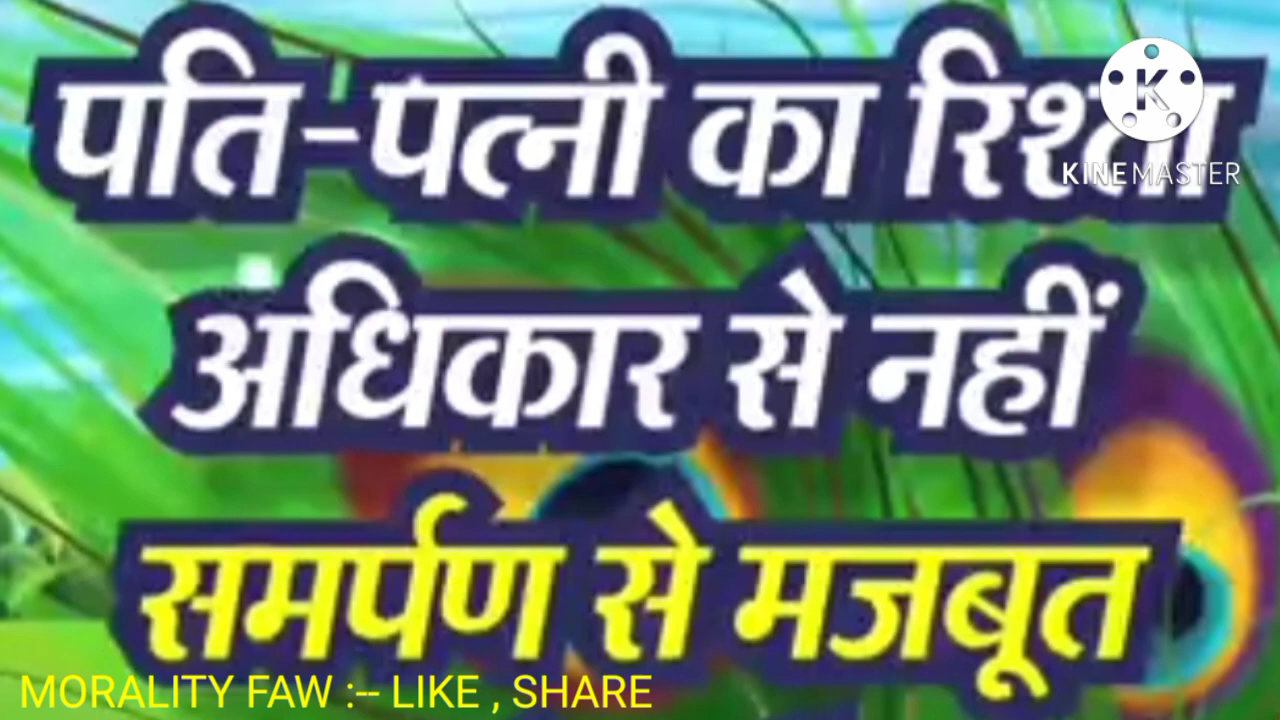 पति-पत्नी का रिश्ता
KINEMASTER
अधिकार से नहीं
समर्पण से मजबूत
MORALITY FAW :-- LIKE , SHARE